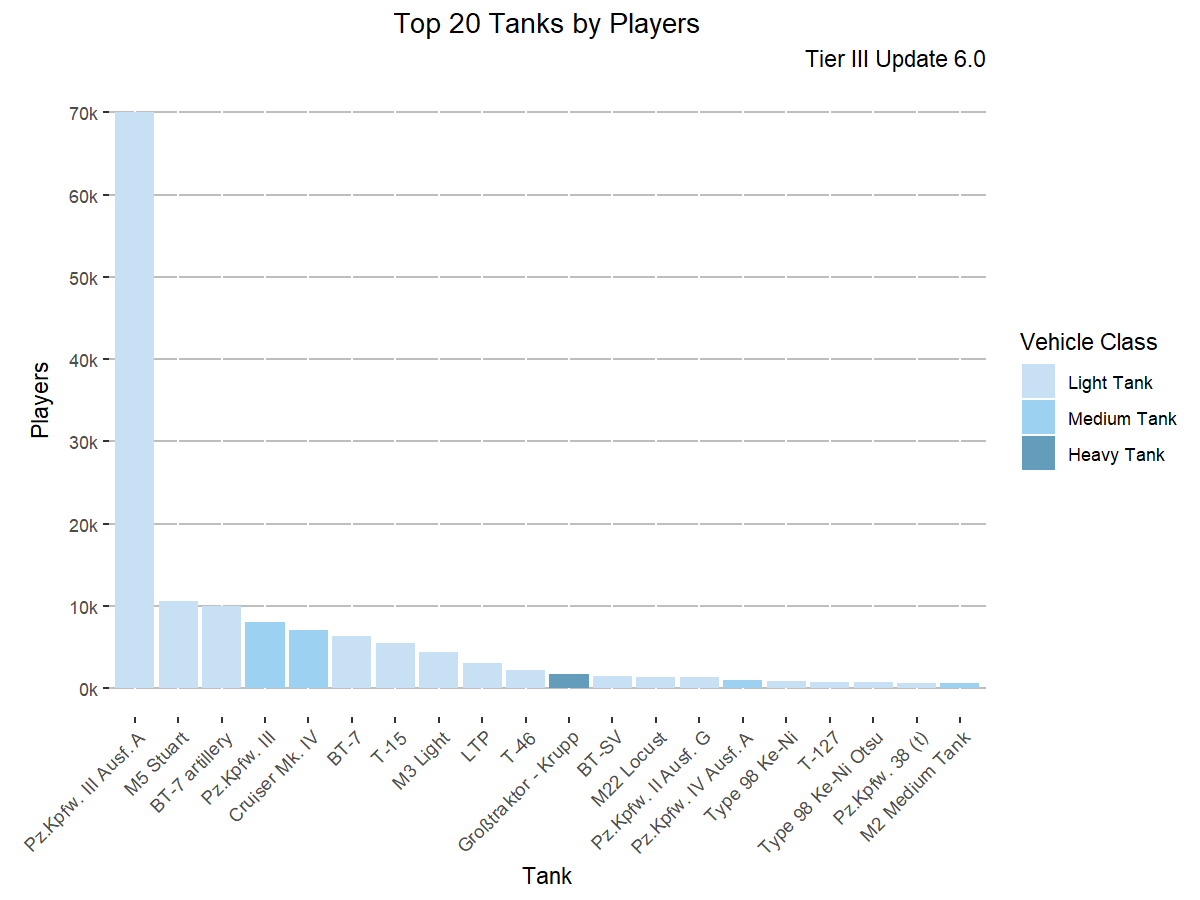 Top 20 Tanks by Players
Tier III Update 6.0
Players
70k
60k
50k
40k
30k
20k
10k
0k
Pz.Kpfw. III Ausf. A
M5 Stuart
BT-7 artillery
Pz.Kpfw. III
Cruiser Mk. IV
BT-7
T-15
M3 Light
LTP
T-46
Großtraktor - Krupp
BT-SV
M22 Locust
Pz.Kpfw. II Ausf. G
Pz.Kpfw. IV Ausf. A
Type 98 Ke-Ni
T-127
Type 98 Ke-Ni Otsu
Pz.Kpfw. 38 (t)
M2 Medium Tank
Tank
Vehicle Class
Light Tank
Medium Tank
Heavy Tank